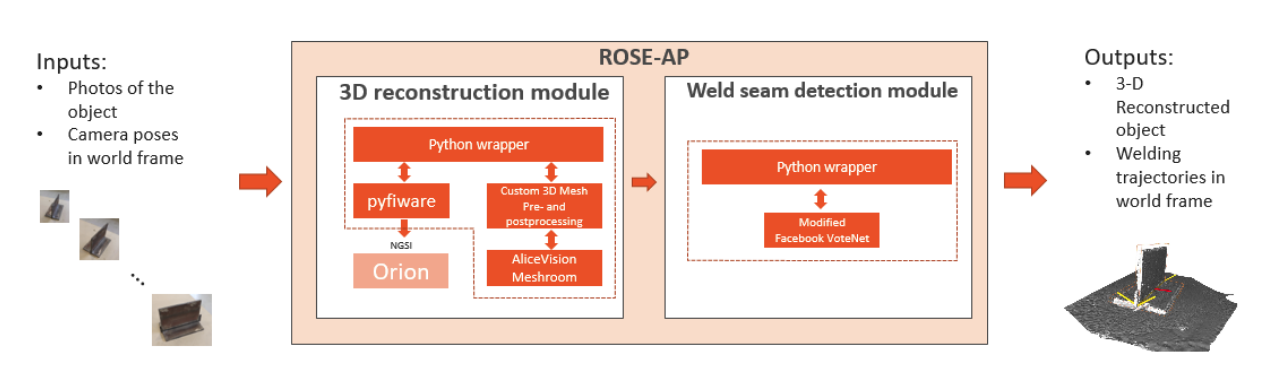 Inputs:
• Photos of the
object
• Camera poses
in world frame
ROSE-AP
3D reconstruction module
Python wrapper
pyfiware
Custom 3D Mesh
Pre- and
postprocessing
NGSI
Orion
AliceVision
Meshroom
Weld seam detection module
Python wrapper
Modified
Facebook VoteNet
Outputs:
• 3-D
Reconstructed
object
• Welding
trajectories in
world frame